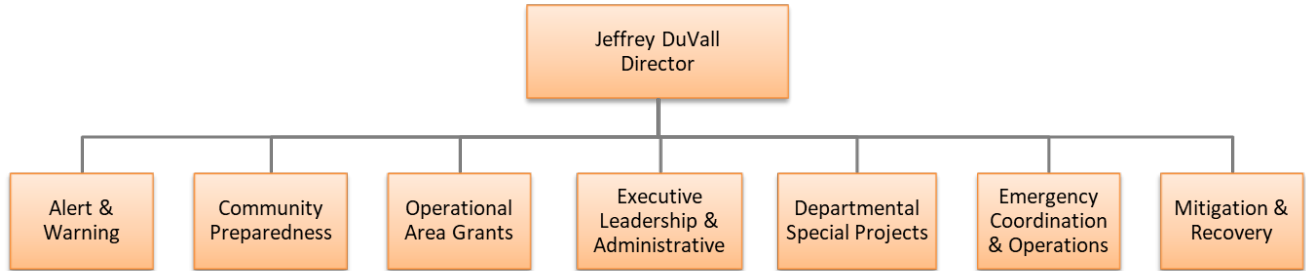 Jeffrey DuVall
Director
Alert &
Warning
Community
Preparedness
Operational
Area Grants
Executive
Leadership &
Administrative
Departmental
Special Projects
Emergency
Coordination
& Operations
Mitigation &
Recovery